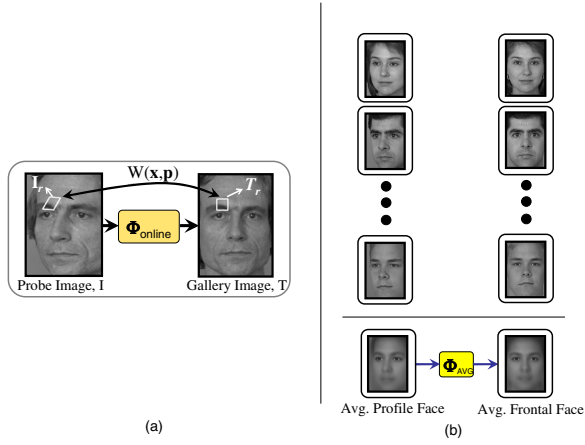 W(x,p)
I_r
T_r
Φ_online
Probe Image, I
Gallery Image, T
(a)
Φ_AVG
Avg. Profile Face
Avg. Frontal Face
(b)